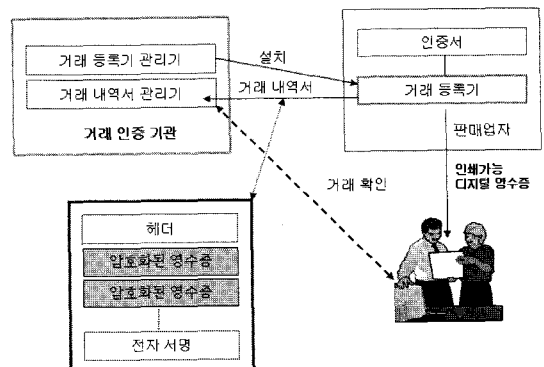 거래 등록기 관리기
거래 내역서 관리기
거래 인증 기관
설치
거래 내역서
인증서
거래 등록기
판매업자
인쇄가능
디지털 영수증
거래 확인
헤더
암호화된 영수증
암호화된 영수증
전자 서명